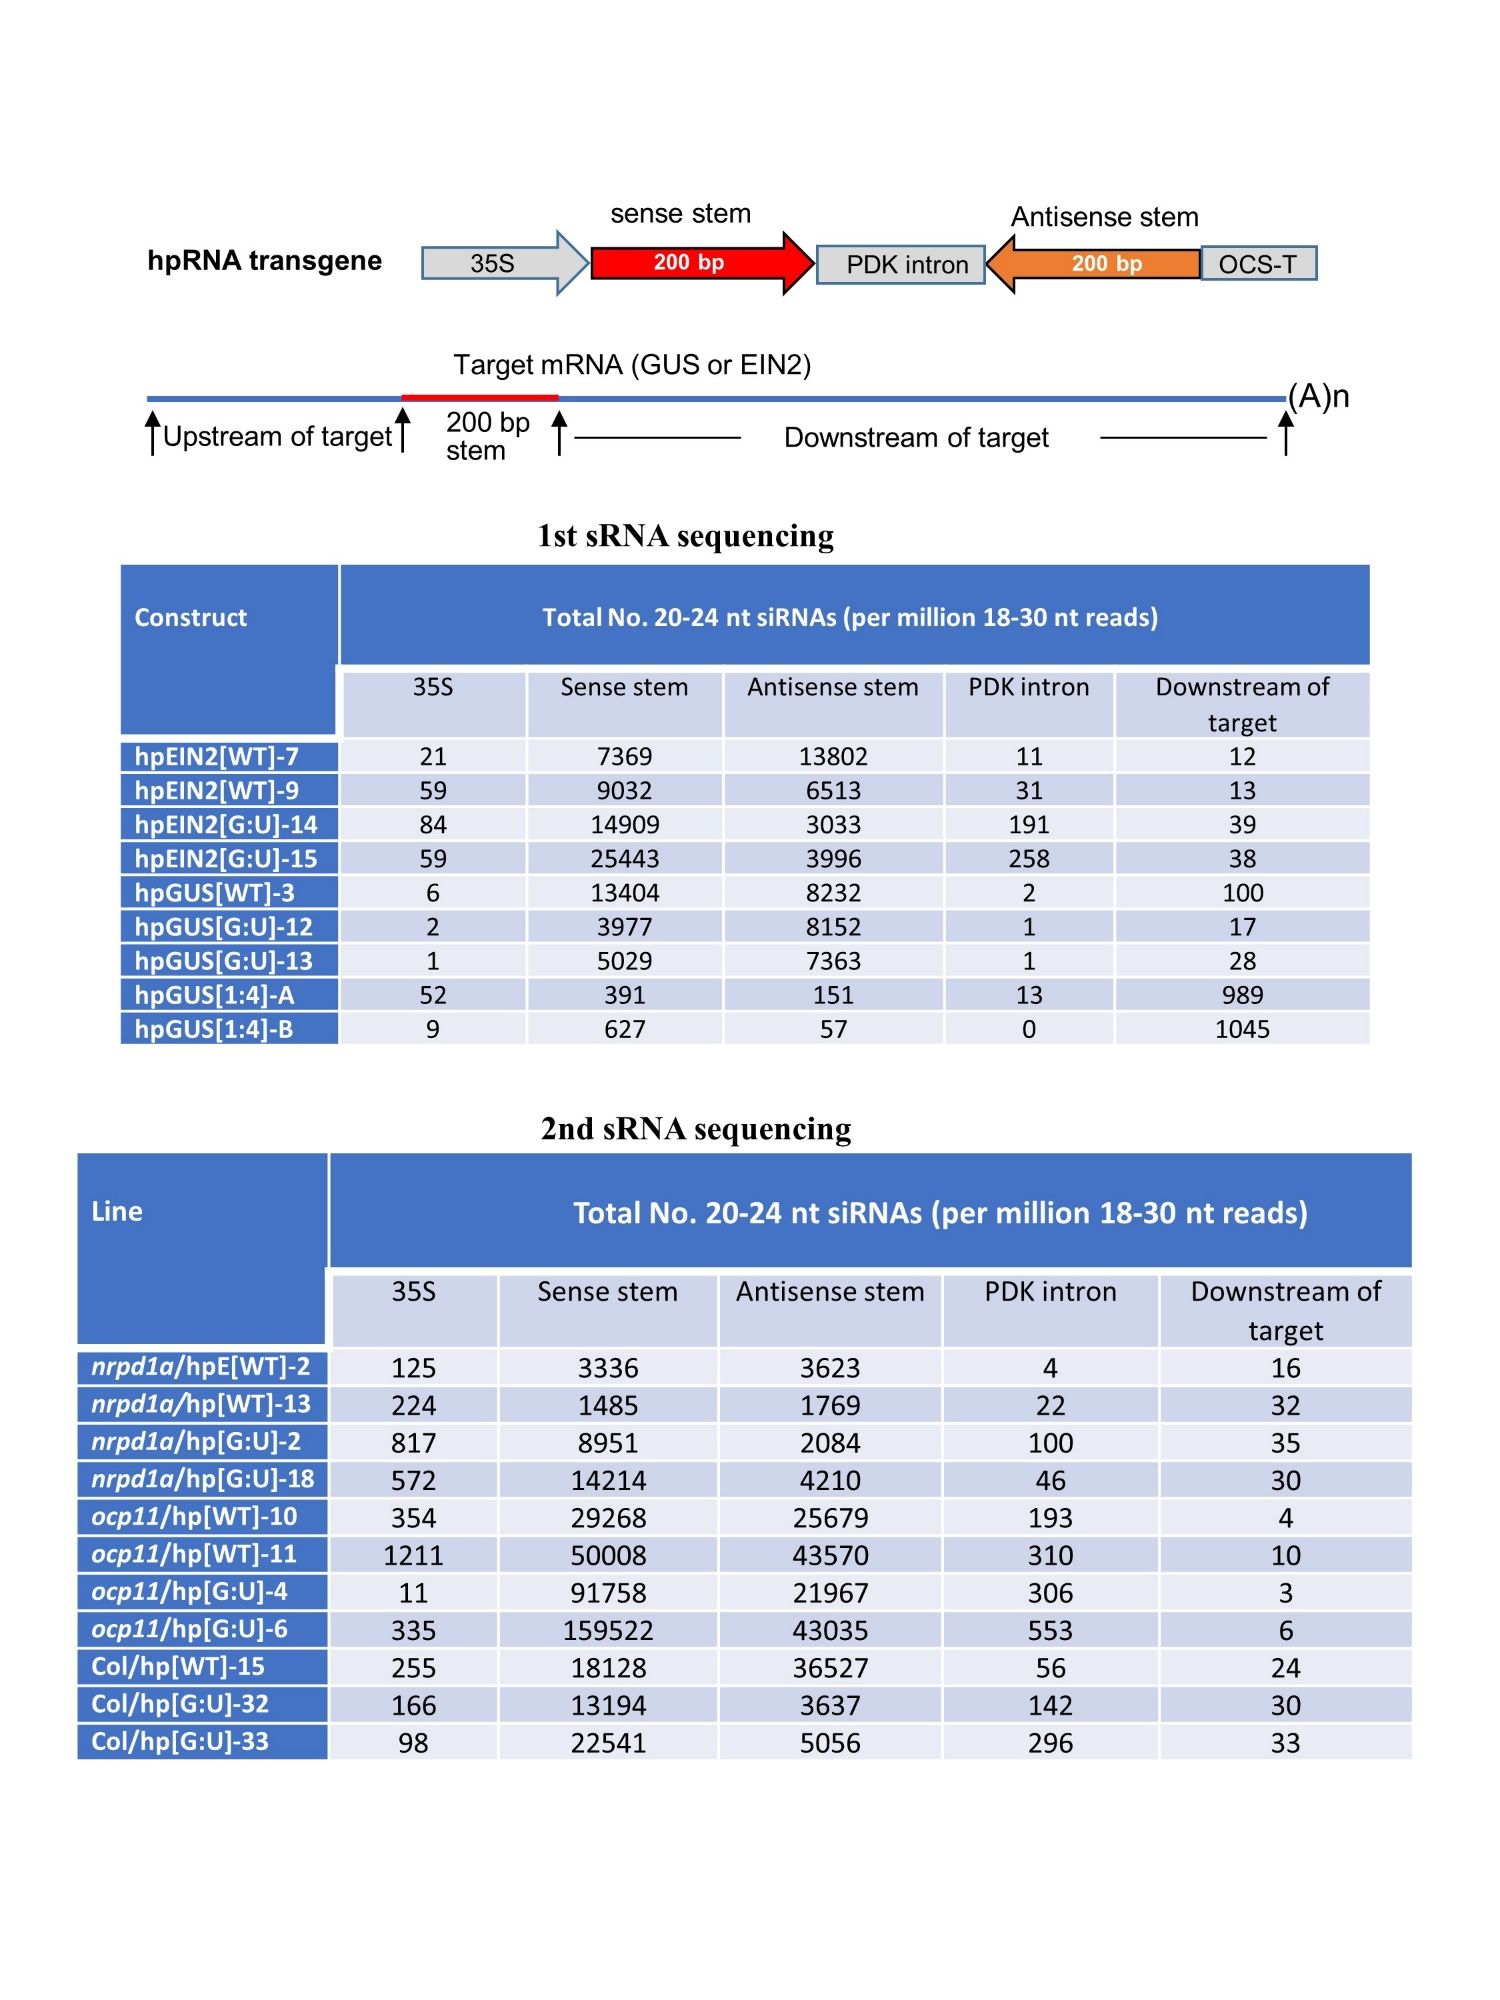 sense stem
Antisense stem
hpRNA transgene
35S
200 bp
PDK intron
200 bp
OCS-T
Target mRNA (GUS or EIN2)
(A)n
Upstream of target
200 bp
stem
Downstream of target
1st sRNA sequencing
Construct
Total No. 20-24 nt siRNAs (per million 18-30 nt reads)
35S Sense stem Antisense stem PDK intron Downstream of
target
hpEIN2[WT]-7 21 7369 13802 11 12
hpEIN2[WT]-9 59 9032 6513 31 13
hpEIN2[G:U]-14 84 14909 3033 191 39
hpEIN2[G:U]-15 59 25443 3996 258 38
hpGUS[WT]-3 6 13404 8232 2 100
hpGUS[G:U]-12 2 3977 8152 1 17
hpGUS[G:U]-13 1 5029 7363 1 28
hpGUS[1:4]-A 52 391 151 13 989
hpGUS[1:4]-B 9 627 57 0 1045
2nd sRNA sequencing
Line
Total No. 20-24 nt siRNAs (per million 18-30 nt reads)
35S Sense stem Antisense stem PDK intron Downstream of
target
nrpd1a/hpE[WT]-2 125 3336 3623 4 16
nrpd1a/hp[WT]-13 224 1485 1769 22 32
nrpd1a/hp[G:U]-2 817 8951 2084 100 35
nrpd1a/hp[G:U]-18 572 14214 4210 46 30
ocp11/hp[WT]-10 354 29268 25679 193 4
ocp11/hp[WT]-11 1211 50008 43570 310 10
ocp11/hp[G:U]-4 11 91758 21967 306 3
ocp11/hp[G:U]-6 335 159522 43035 553 6
Col/hp[WT]-15 255 18128 36527 56 24
Col/hp[G:U]-32 166 13194 3637 142 30
Col/hp[G:U]-33 98 22541 5056 296 33